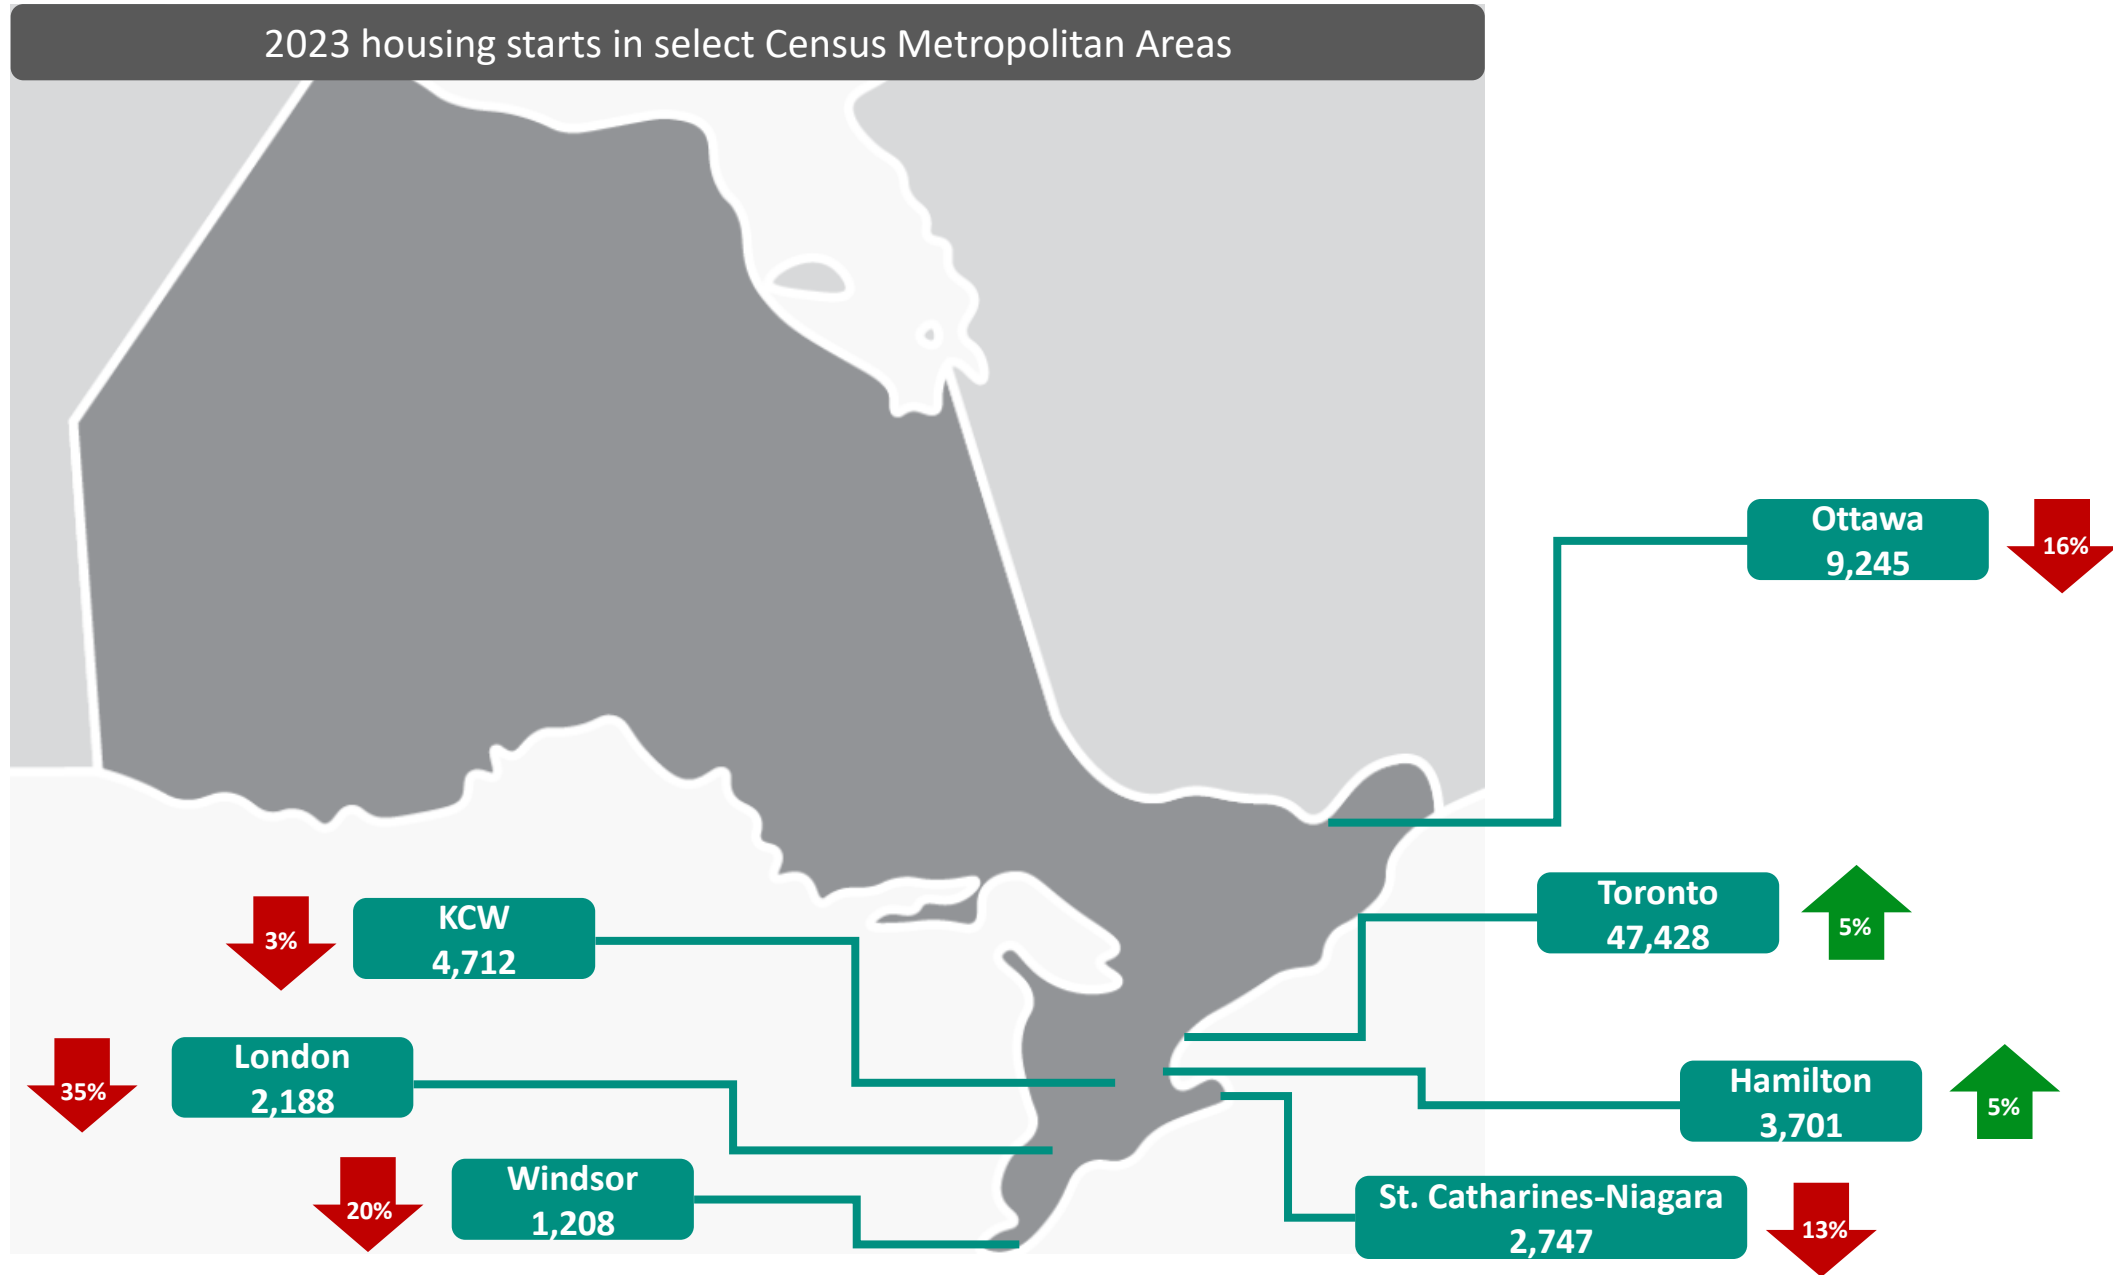 2023 housing starts in select Census Metropolitan Areas
Ottawa
9,245
16%
Toronto
47,428
5%
KCW
4,712
3%
London
2,188
35%
Hamilton
3,701
5%
Windsor
1,208
20%
St. Catharines-Niagara
2,747
13%